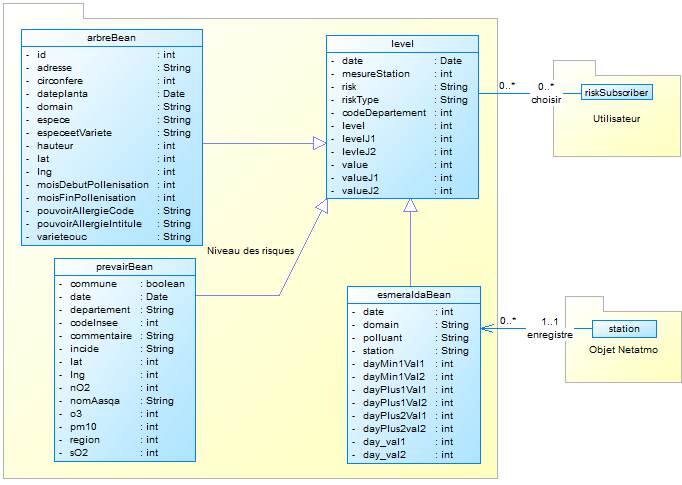 arbreBean
- id : int
- adresse : String
- circonfere : int
- dateplanta : Date
- domain : String
- espece : String
- especeetVariete : String
- hauteur : int
- lat : int
- lng : int
- moisDebutPollenisation : int
- moisFinPollenisation : int
- pouvoirAllergieCode : String
- pouvoirAllergieIntitule : String
- varieteouc : String
level
- date : Date
- mesureStation : int
- risk : String
- riskType : String
- codeDepartement : int
- level : int
- levelJ1 : int
- levleJ2 : int
- value : int
- valueJ1 : int
- valueJ2 : int
0..*
0..*
choisir
riskSubscriber
Utilisateur
Niveau des risques
prevairBean
- commune : boolean
- date : Date
- departement : String
- codeInsee : int
- commentaire : String
- incide : String
- lat : int
- lng : int
- nO2 : int
- nomAasqa : String
- o3 : int
- pm10 : int
- region : int
- sO2 : int
esmeraldaBean
- date : int
- domain : String
- polluant : String
- station : String
- dayMin1Val1 : int
- dayMin1Val2 : int
- dayPlus1Val1 : int
- dayPlus1Val2 : int
- dayPlus2Val1 : int
- dayPlus2val2 : int
- day_val1 : int
- day_val2 : int
0..*
1..1
enregistre
station
Objet Netatmo